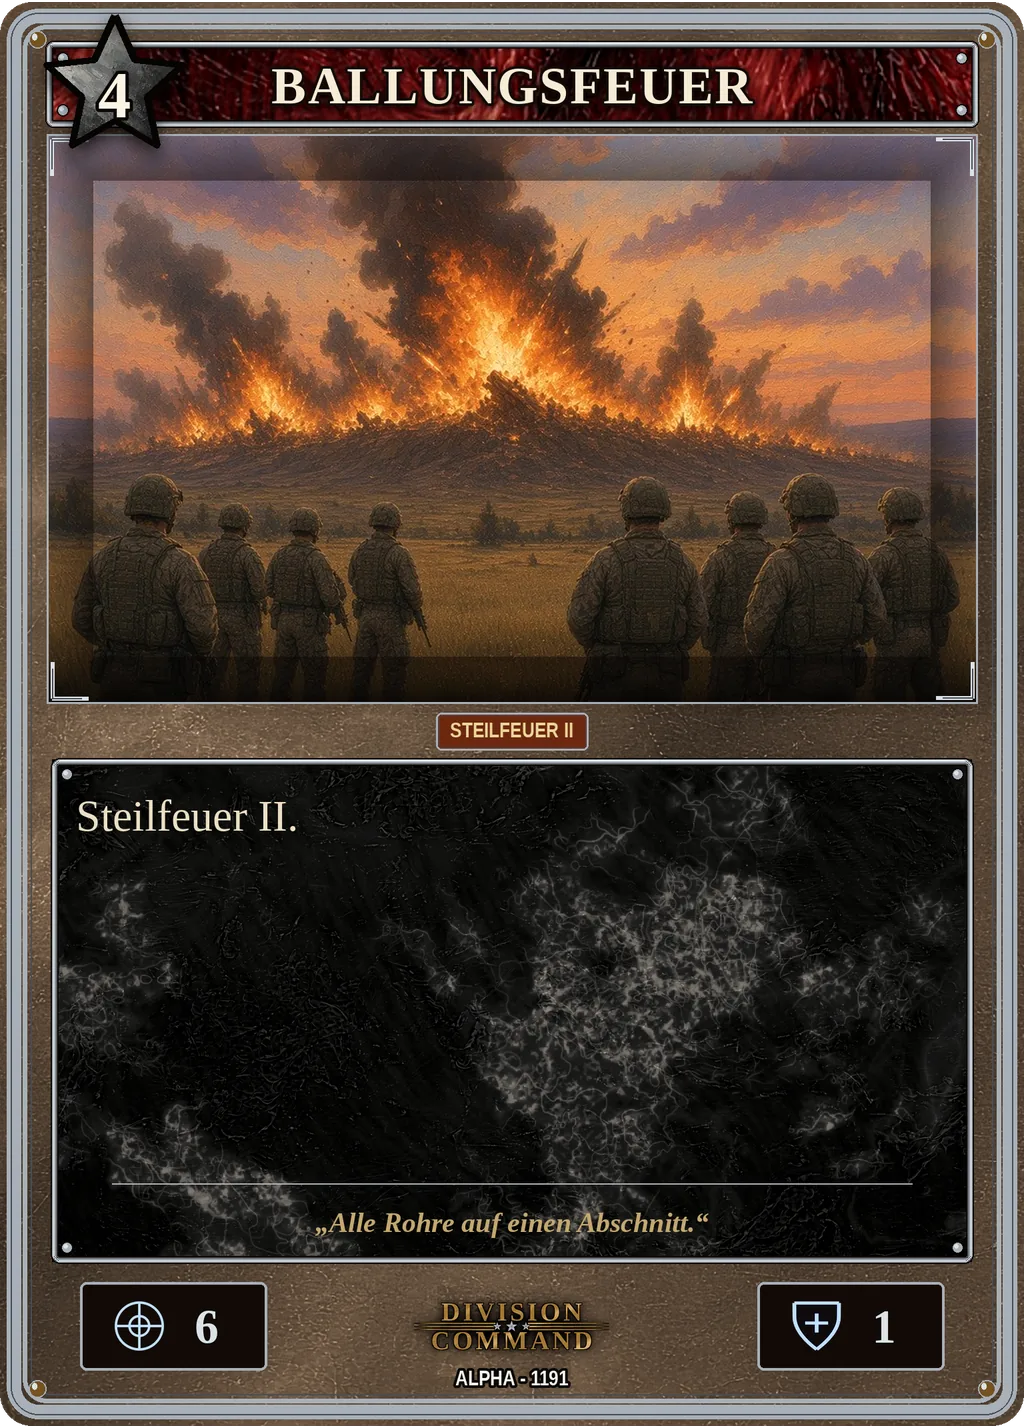 4
BALLUNGSFEUER
STEILFEUER II
Steilfeuer II.
„Alle Rohre auf einen Abschnitt.“
6
DIVISION
COMMAND
1
ALPHA - 1191